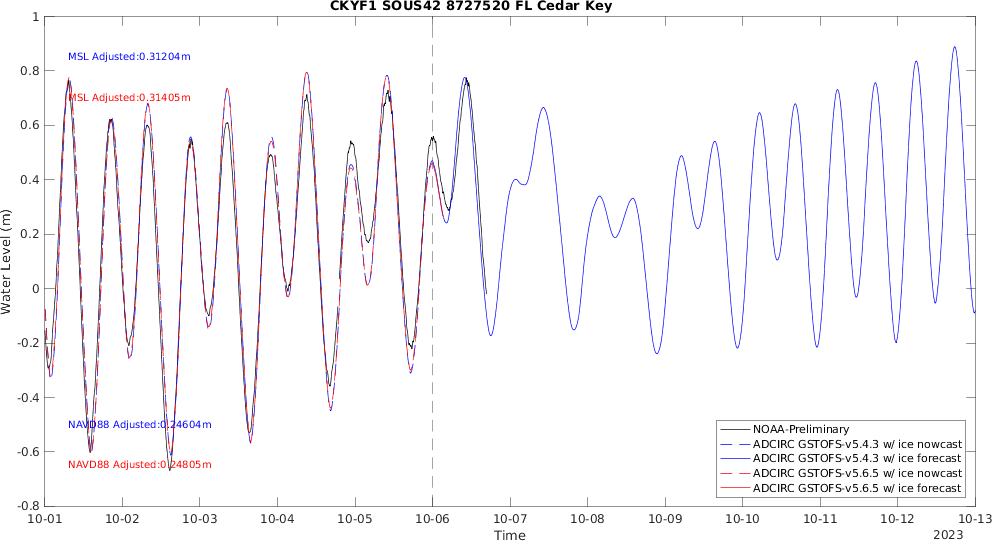 CKYF1 SOUS42 8727520 FL Cedar Key
1
0.8
0.6
0.4
0.2
0
-0.2
-0.4
-0.6
-0.8
Water Level (m)
MSL Adjusted:0.31204m
MSL Adjusted:0.31405m
NAVD88 Adjusted:0.24604m
NAVD88 Adjusted:0.24805m
NOAA-Preliminary
ADCIRC GSTOFS-v5.4.3 w/ ice nowcast
ADCIRC GSTOFS-v5.4.3 w/ ice forecast
ADCIRC GSTOFS-v5.6.5 w/ ice nowcast
ADCIRC GSTOFS-v5.6.5 w/ ice forecast
10-01 10-02 10-03 10-04 10-05 10-06 10-07 10-08 10-09 10-10 10-11 10-12 10-13
Time
2023